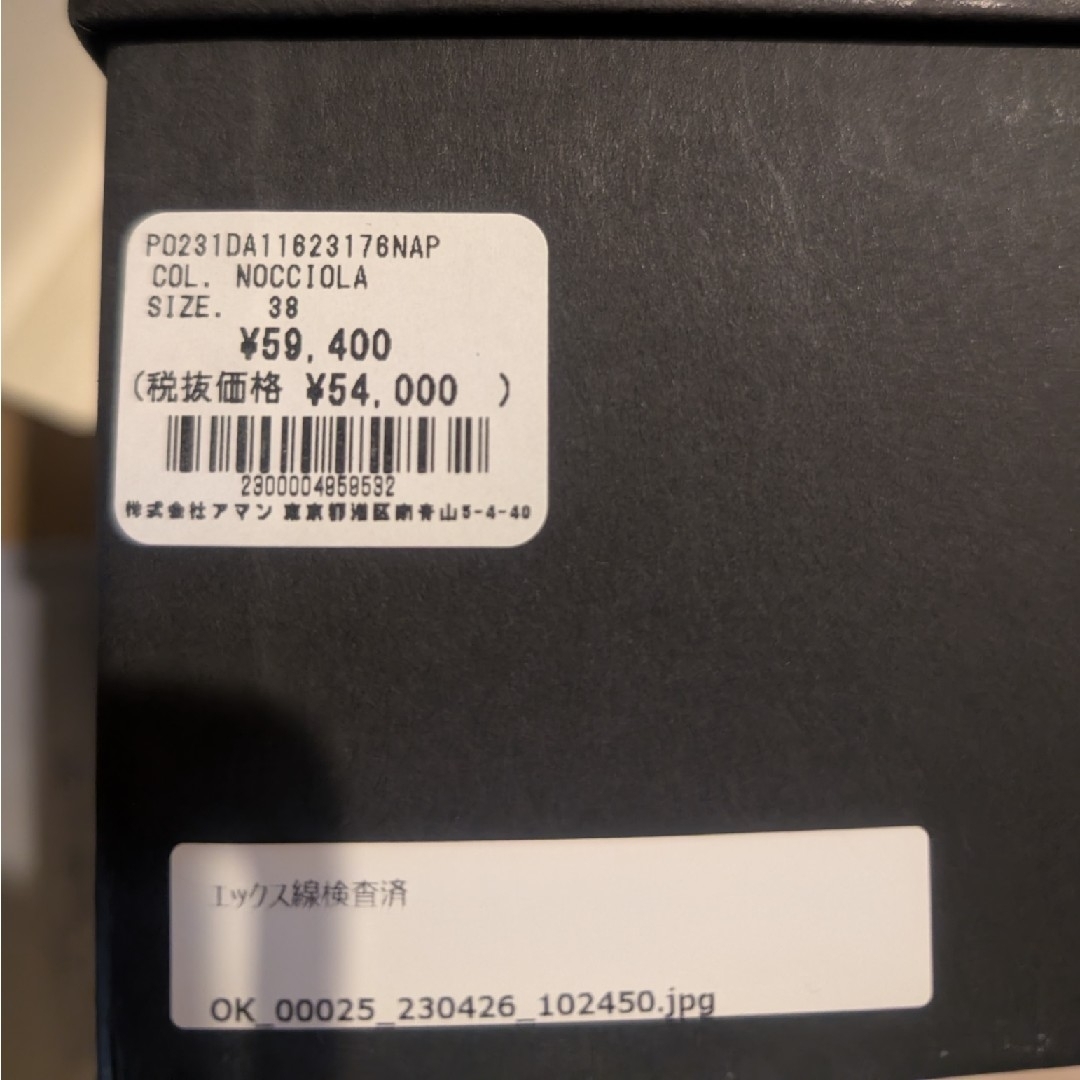 PO231DA11623176NAP
COL. NOCCIOLA
SIZE. 38
¥59,400
(税抜価格 ¥54,000 )
2300004959532
株式会社アマン 東京都港区南青山5-4-40
エックス線検査済
OK_00025_230426_102450.jpg